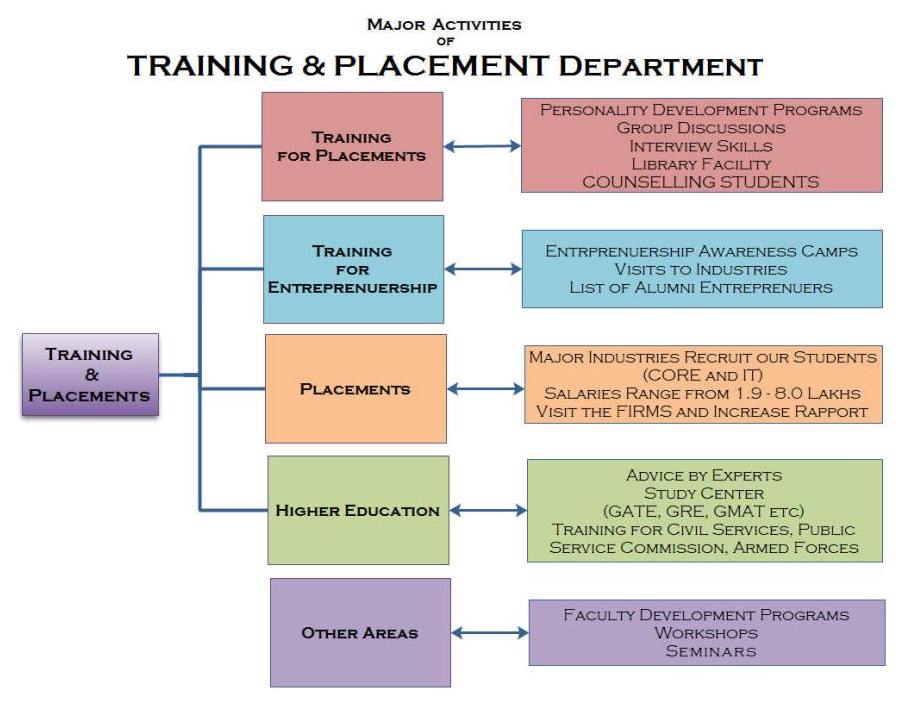 MAJOR ACTIVITIES
OF
TRAINING & PLACEMENT DEPARTMENT
TRAINING
& 
PLACEMENTS
TRAINING
FOR PLACEMENTS
PERSONALITY DEVELOPMENT PROGRAMS
GROUP DISCUSSIONS
INTERVIEW SKILLS
LIBRARY FACILITY
COUNSELLING STUDENTS
TRAINING
FOR
ENTREPRENUERSHIP
ENTRPRENUERSHIP AWARENESS CAMPS
VISITS TO INDUSTRIES
LIST OF ALUMNI ENTREPRENUERS
PLACEMENTS
MAJOR INDUSTRIES RECRUIT OUR STUDENTS
(CORE AND IT)
SALARIES RANGE FROM 1.9 - 8.0 LAKHS
VISIT THE FIRMS AND INCREASE RAPPORT
HIGHER EDUCATION
ADVICE BY EXPERTS
STUDY CENTER
(GATE, GRE, GMAT ETC)
TRAINING FOR CIVIL SERVICES, PUBLIC
SERVICE COMMISSION, ARMED FORCES
OTHER AREAS
FACULTY DEVELOPMENT PROGRAMS
WORKSHOPS
SEMINARS